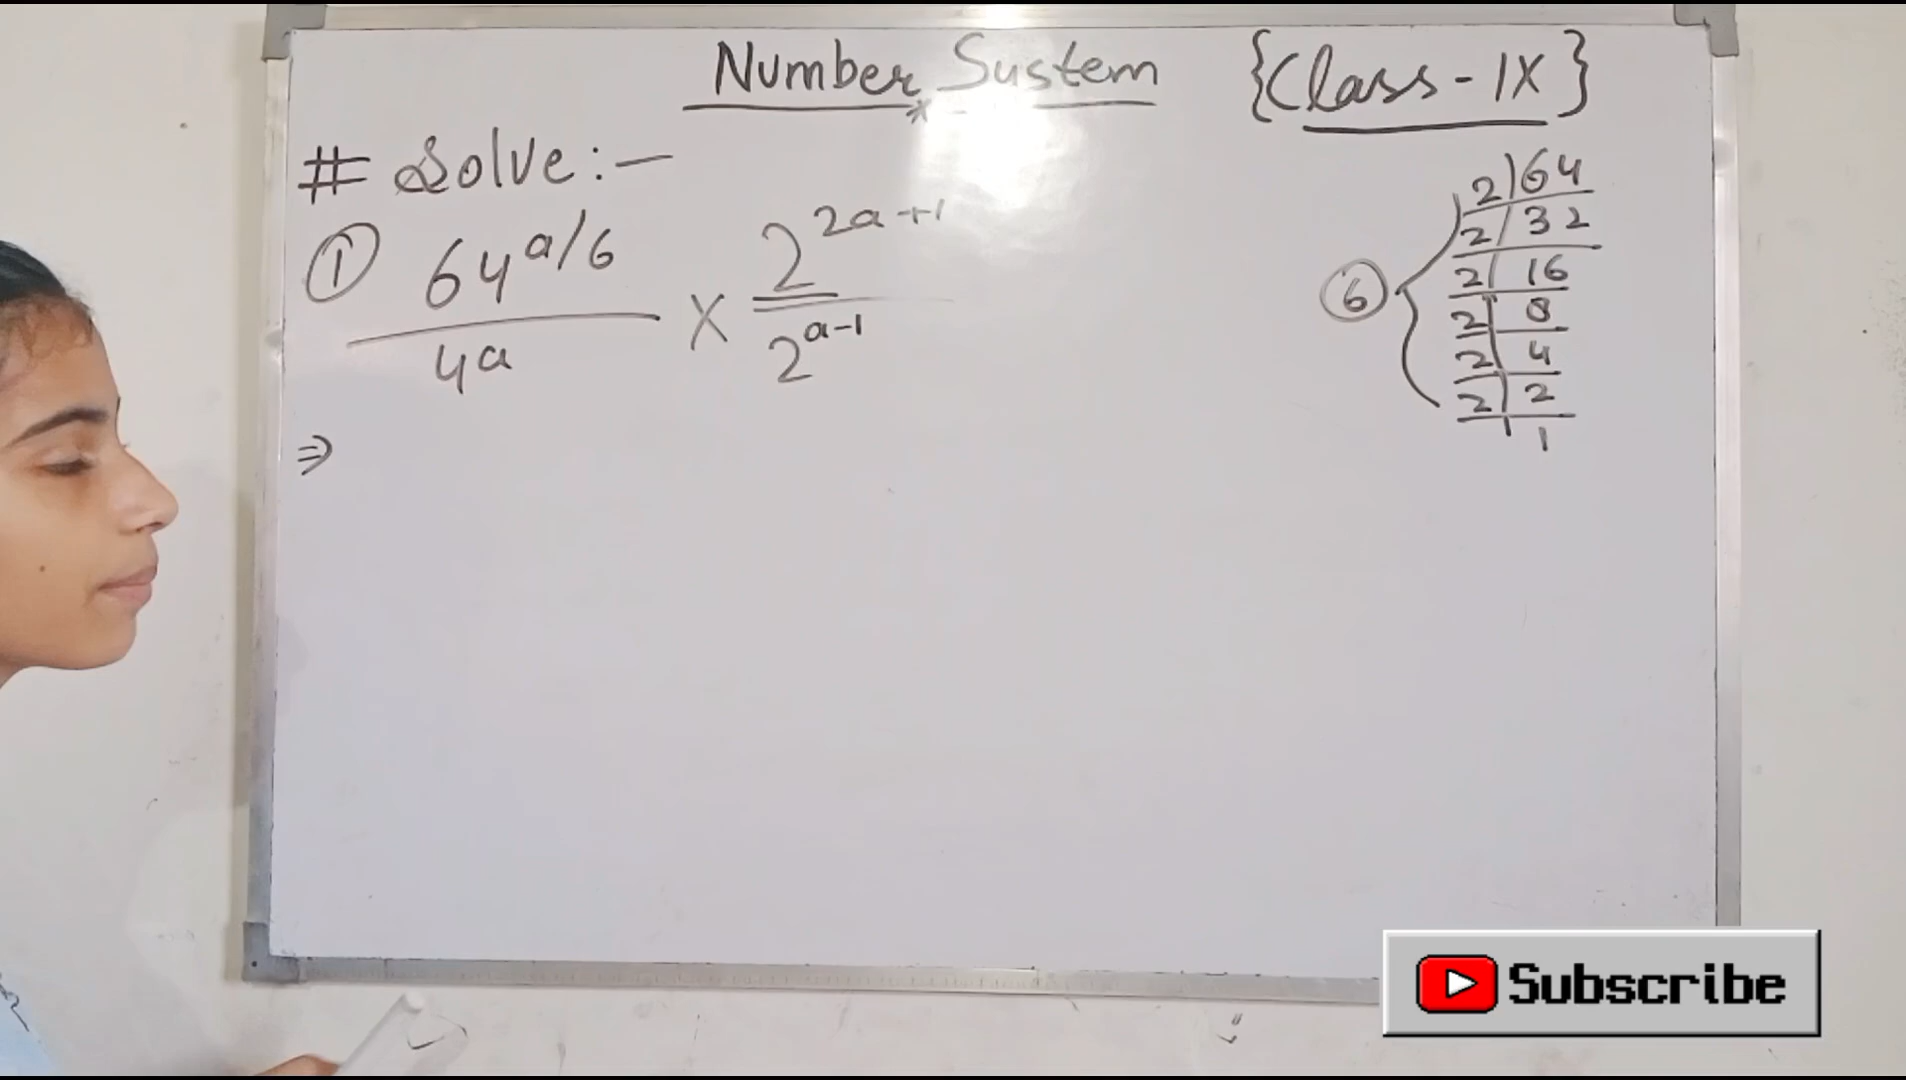 Number System {Class-IX}
# Solve:-
① 64^a/6 × 2^2a+1
4^a 2^a-1
⇒
2 64
2 32
2 16
2 8
2 4
2 2
1
⑥
Subscribe